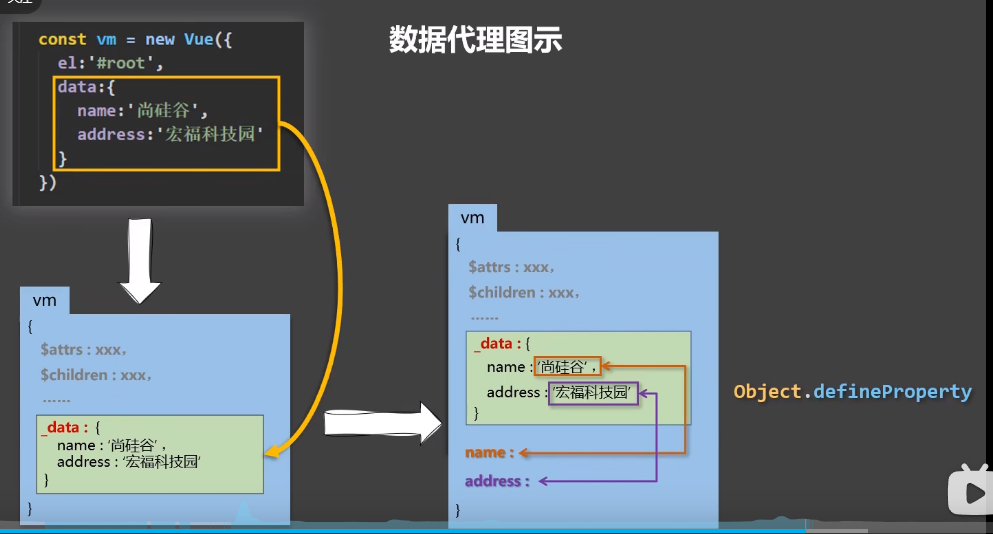 数据代理图示
const vm = new Vue({
el:'#root',
data:{
name:'尚硅谷',
address:'宏福科技园'
}
})
vm
{
$attrs : xxx,
$children : xxx,
……
_data : {
name : '尚硅谷' ,
address : '宏福科技园'
}
}
vm
{
$attrs : xxx,
$children : xxx,
……
_data : {
name : '尚硅谷' ,
address : '宏福科技园'
}
name :
address :
}
Object.defineProperty